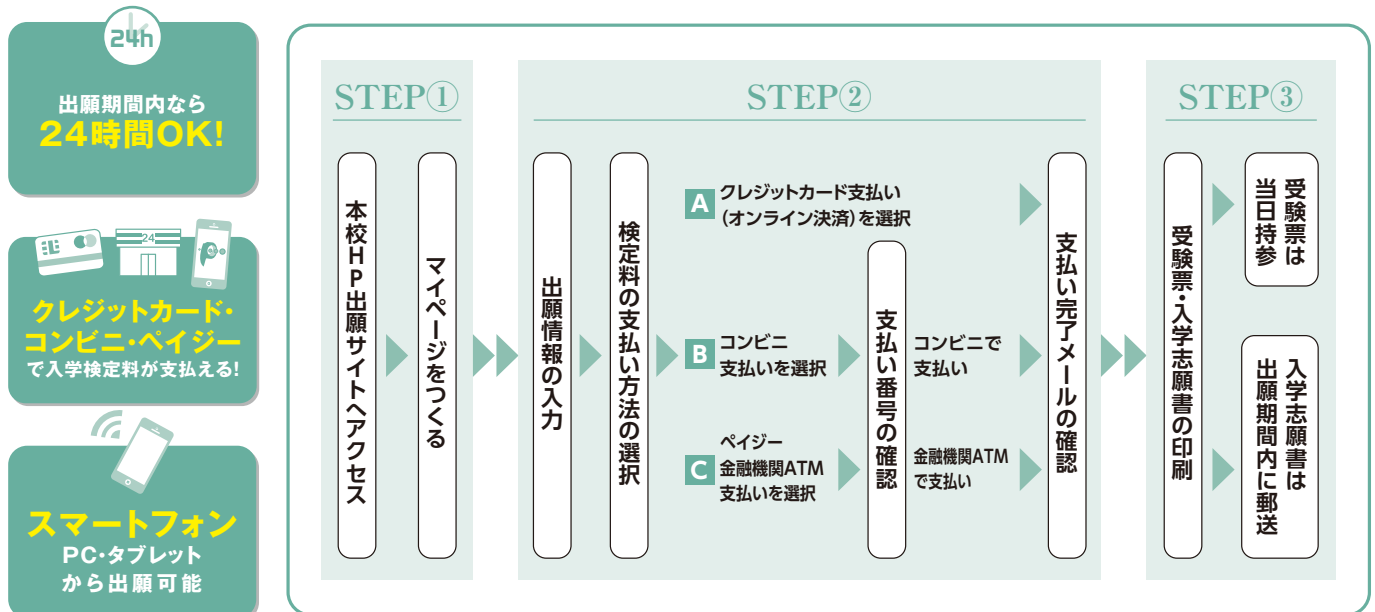 24h
出願期間内なら
24時間OK!
24
クレジットカード・
コンビニ・ペイジー
で入学検定料が支払える!
スマートフォン
PC・タブレット
から出願可能
STEP①
本校HP出願サイトへアクセス
マイページをつくる
STEP②
出願情報の入力
検定料の支払い方法の選択
A クレジットカード支払い
(オンライン決済)を選択
B コンビニ
支払いを選択
C ペイジー
金融機関ATM
支払いを選択
支払い番号の確認
コンビニで
支払い
金融機関ATM
で支払い
支払い完了メールの確認
STEP③
受験票・入学志願書の印刷
受験票は
当日持参
入学志願書は
出願期間内に郵送